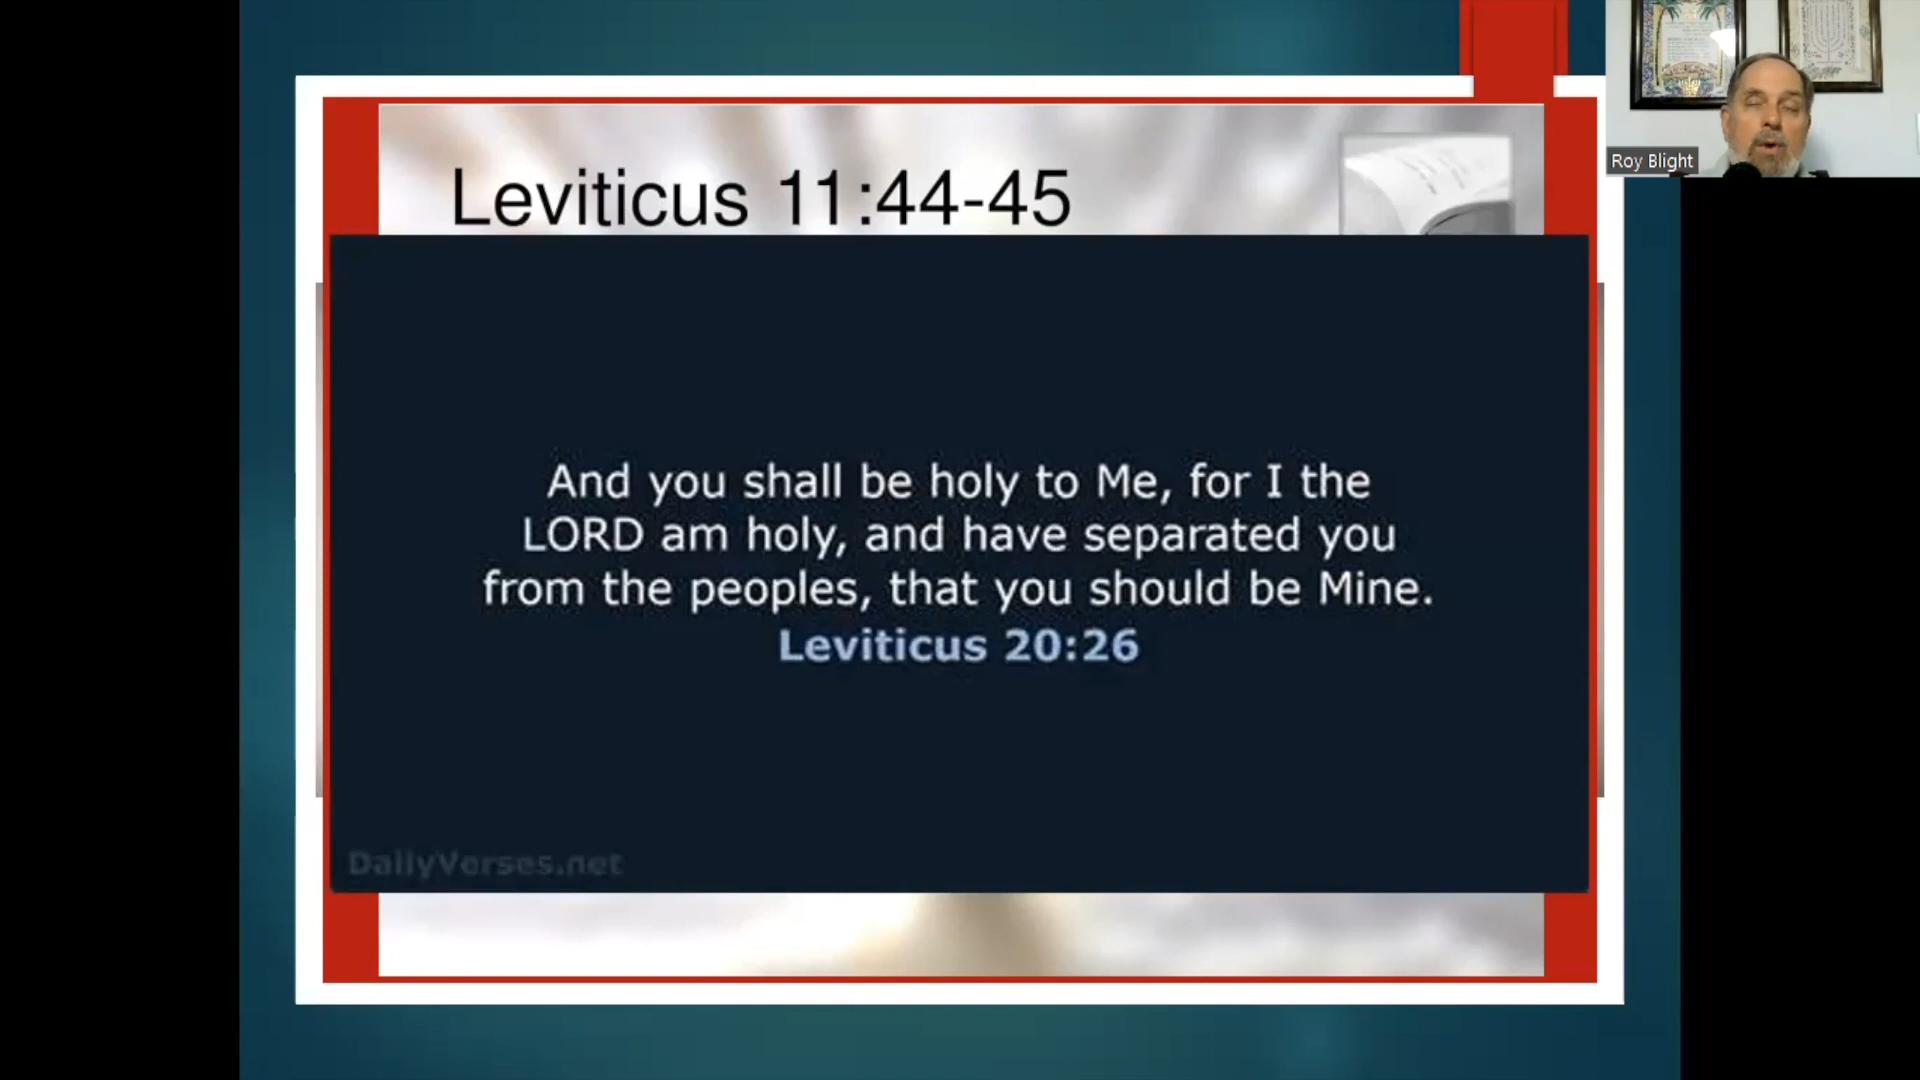 Leviticus 11:44-45
Roy Blight
And you shall be holy to Me, for I the
LORD am holy, and have separated you
from the peoples, that you should be Mine.
Leviticus 20:26
DailyVerses.net